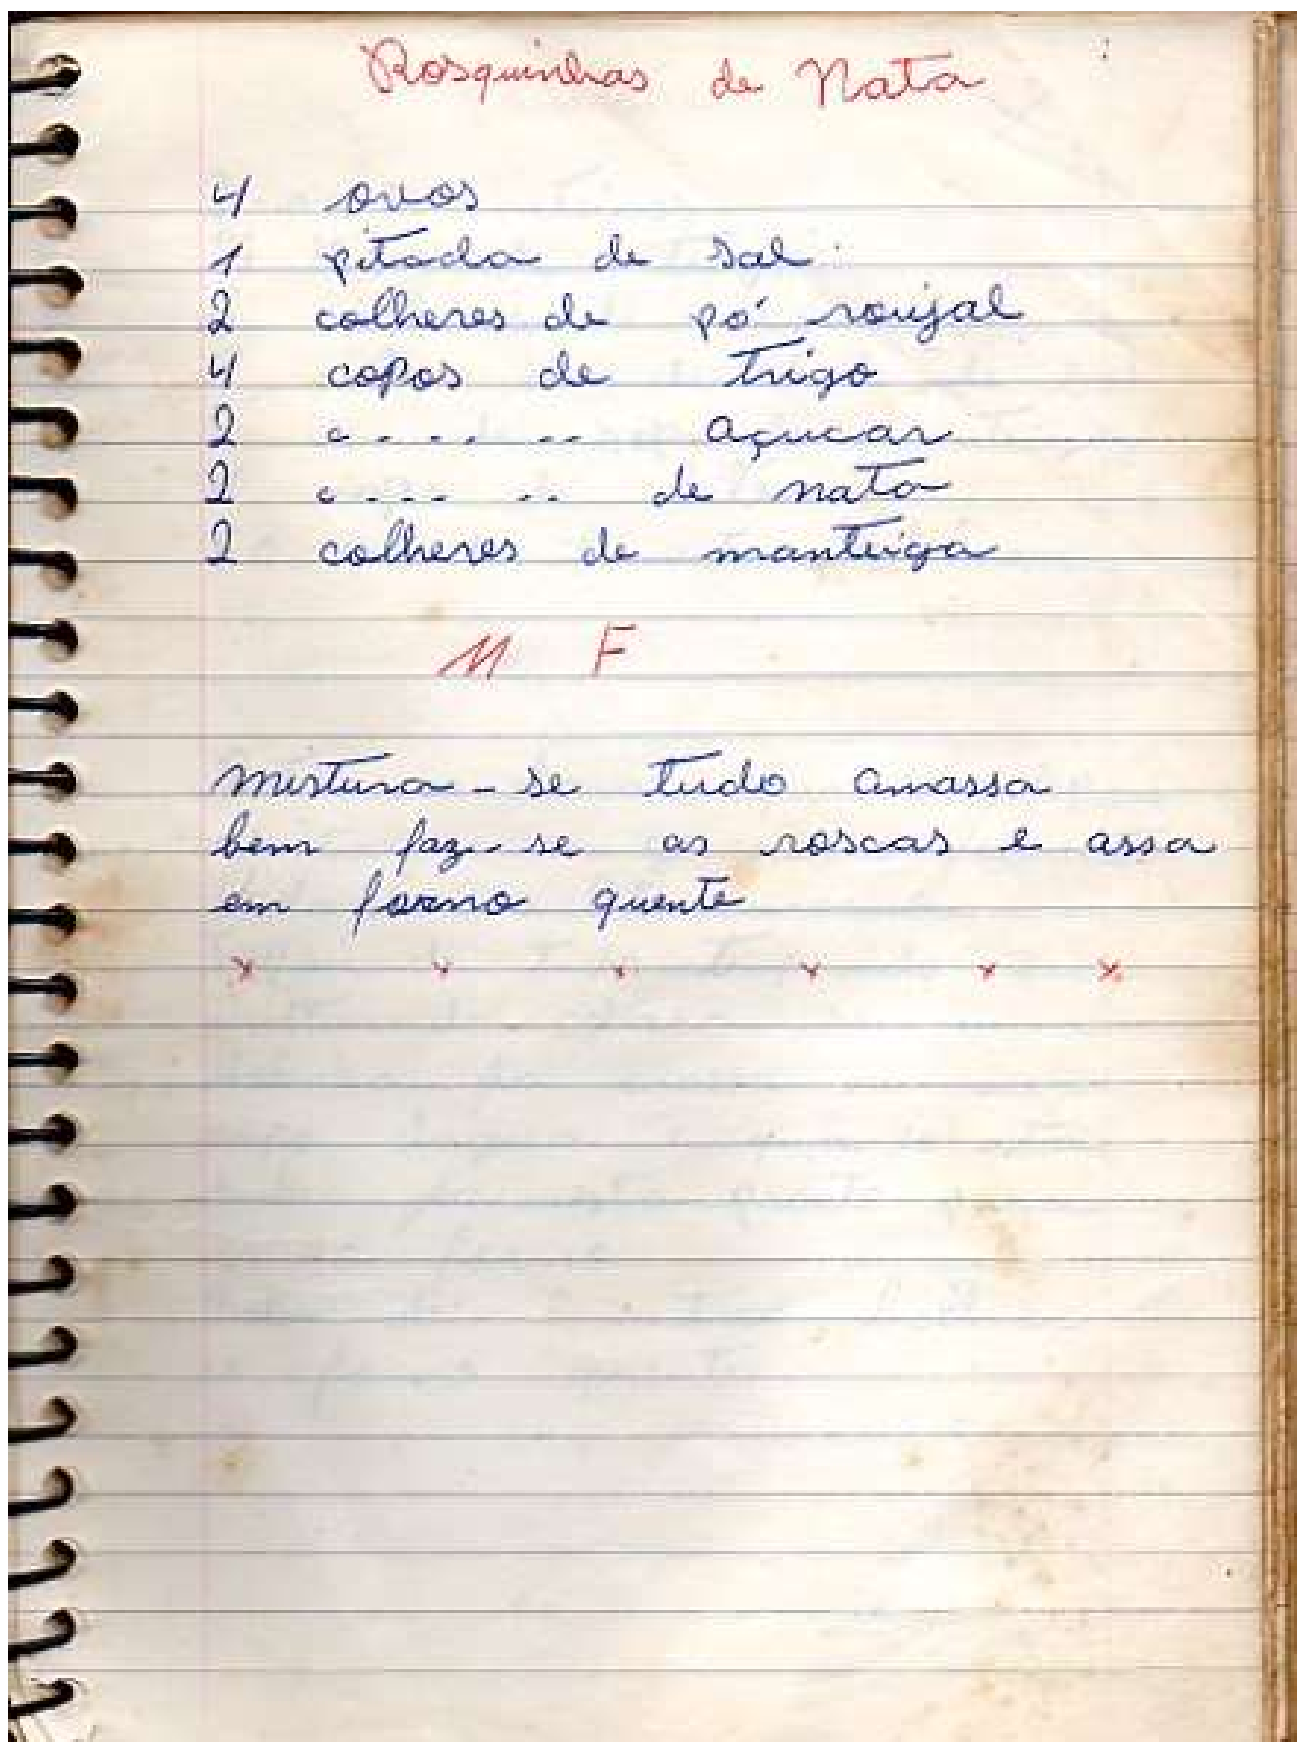 Rosquinhas de Nata
4 ovos
1 pitada de sal
2 colheres de pó roujal
4 copos de trigo
2 c - - - - - - açucar
2 c - - - - - de nata
2 colheres de manteiga
M F
Mistura-se tudo amassa
bem faz-se as roscas e assa
em forno quente
x x x x x x